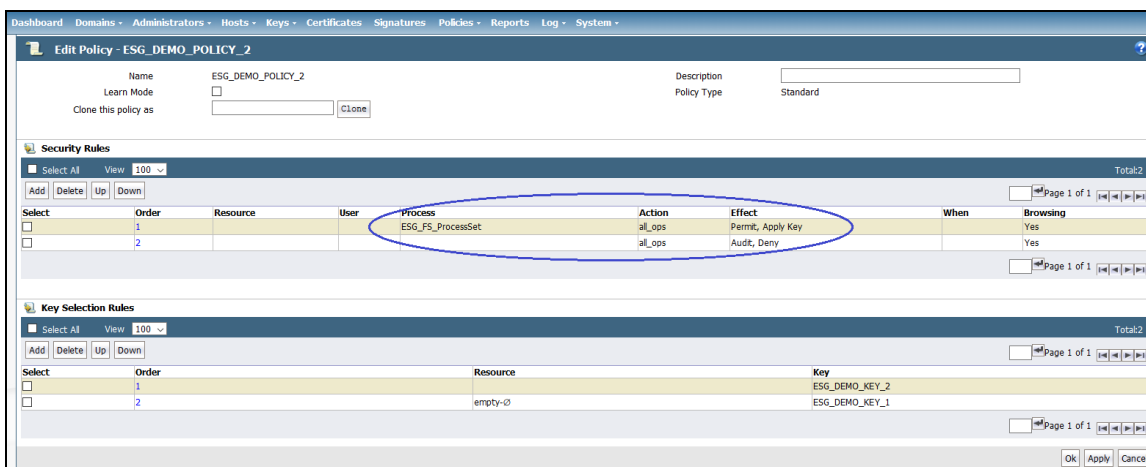 Dashboard Domains Administrators Hosts Keys Certificates Signatures Policies Reports Log System
Edit Policy - ESG_DEMO_POLICY_2 ?
Name ESG_DEMO_POLICY_2 Description
Learn Mode Policy Type Standard
Clone this policy as Clone
Security Rules
Select All View 100 Total:2
Add Delete Up Down Page 1 of 1
Select Order Resource User Process Action Effect When Browsing
1 ESG_FS_ProcessSet all_ops Permit, Apply Key Yes
2 all_ops Audit, Deny Yes
Page 1 of 1
Key Selection Rules
Select All View 100 Total:2
Add Delete Up Down Page 1 of 1
Select Order Resource Key
1 ESG_DEMO_KEY_2
2 empty-∅ ESG_DEMO_KEY_1
Page 1 of 1
Ok Apply Cance